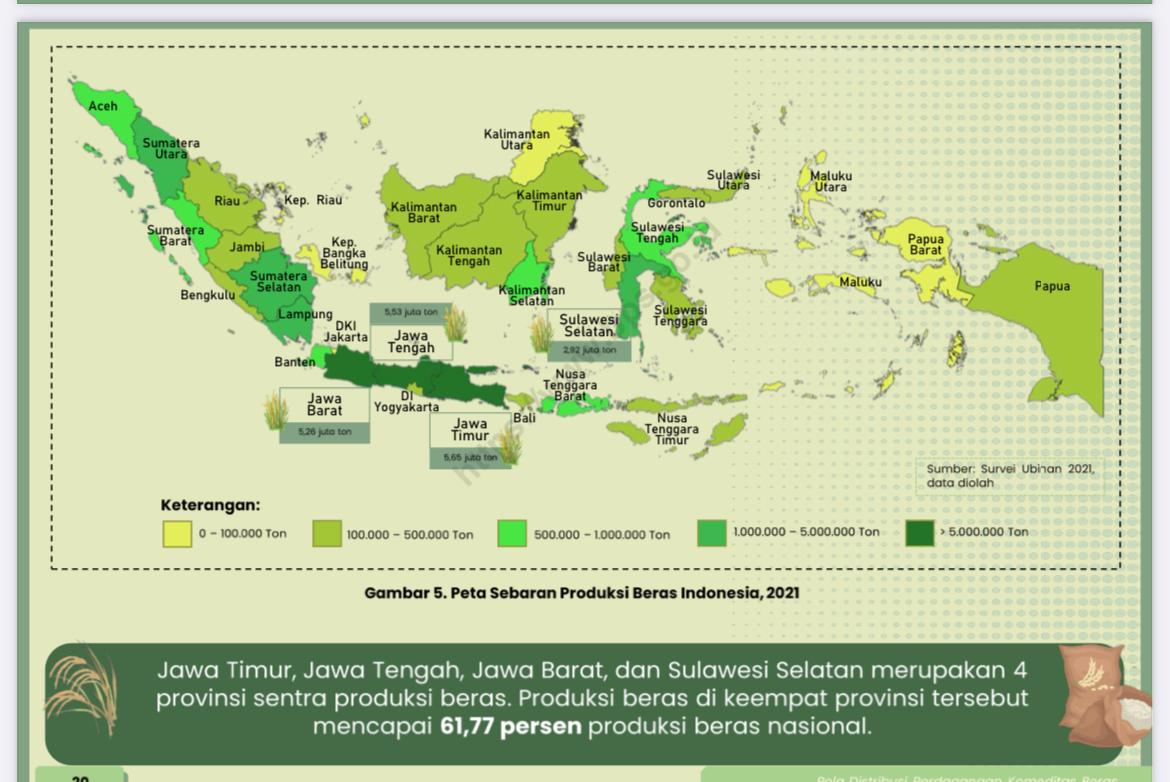 Aceh
Sumatera
Utara
Riau
Kep. Riau
Sumatera
Barat
Jambi
Kep.
Bangka
Belitung
Sumatera
Selatan
Bengkulu
Lampung
Kalimantan
Utara
Kalimantan
Barat
Kalimantan
Timur
Kalimantan
Tengah
Kalimantan
Selatan
Sulawesi
Utara
Gorontalo
Sulawesi
Tengah
Sulawesi
Barat
Sulawesi
Selatan
2,92 juta ton
Sulawesi
Tenggara
Maluku
Utara
Maluku
Papua
Barat
Papua
DKI
Jakarta
Banten
5,53 juta ton
Jawa
Tengah
Jawa
Barat
5,26 juta ton
DI
Yogyakarta
Jawa
Timur
5,65 juta ton
Bali
Nusa
Tenggara
Barat
Nusa
Tenggara
Timur
Sumber: Survei Ubinan 2021,
data diolah
Keterangan:
0 – 100.000 Ton
100.000 – 500.000 Ton
500.000 – 1.000.000 Ton
1.000.000 – 5.000.000 Ton
> 5.000.000 Ton
Gambar 5. Peta Sebaran Produksi Beras Indonesia, 2021
Jawa Timur, Jawa Tengah, Jawa Barat, dan Sulawesi Selatan merupakan 4
provinsi sentra produksi beras. Produksi beras di keempat provinsi tersebut
mencapai 61,77 persen produksi beras nasional.
20
Pola Distribusi Perdagangan Komoditas Beras